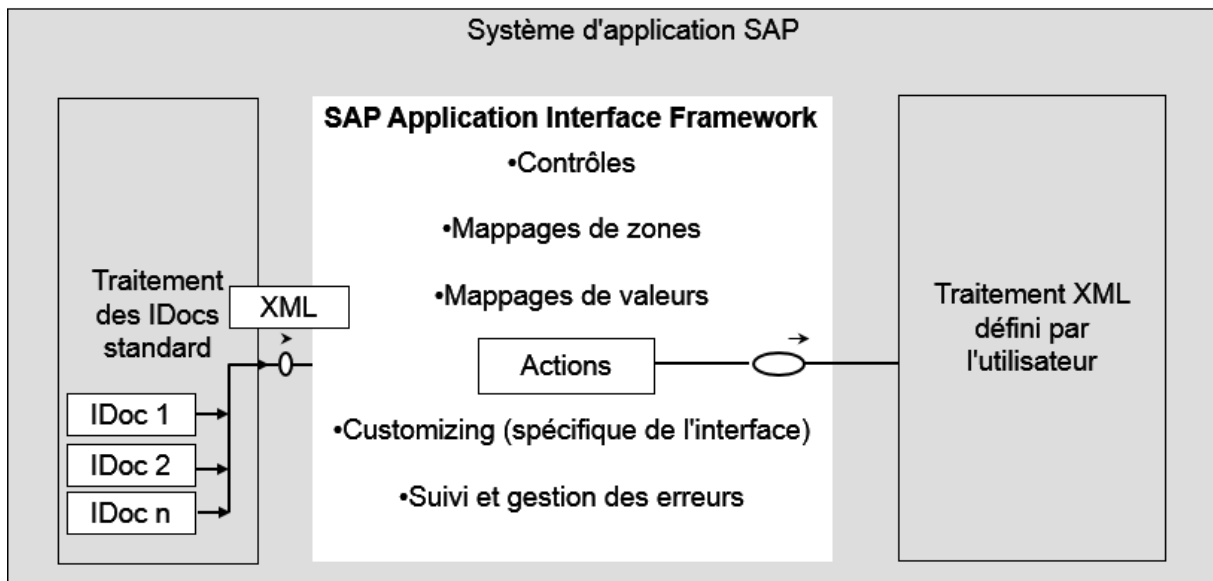 Système d'application SAP
SAP Application Interface Framework
•Contrôles
•Mappages de zones
•Mappages de valeurs
Actions
•Customizing (spécifique de l'interface)
•Suivi et gestion des erreurs
Traitement
des IDocs
standard
XML
IDoc 1
IDoc 2
IDoc n
Traitement XML
défini par
l'utilisateur